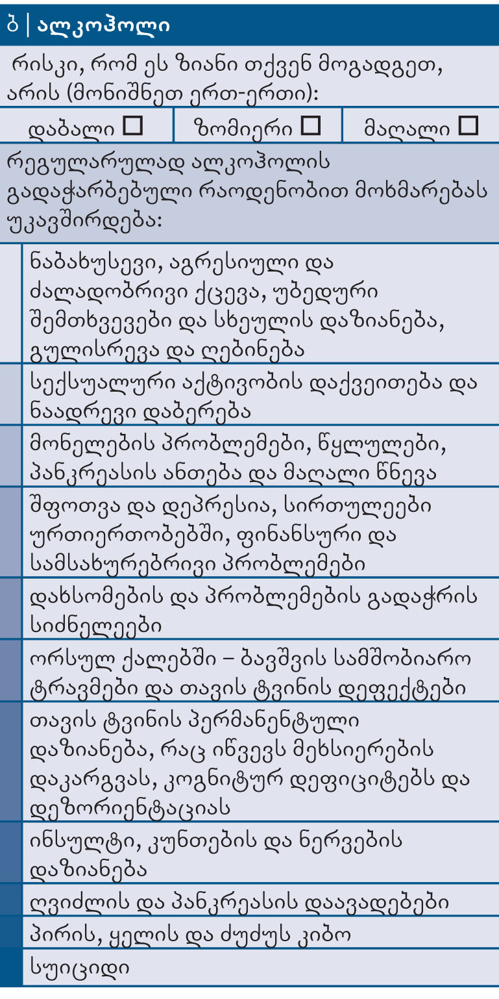 ბ | ალკოჰოლი
რისკი, რომ ეს ზიანი თქვენ მოგადგეთ,
არის (მონიშნეთ ერთ-ერთი):
დაბალი ☐ ზომიერი ☐ მაღალი ☐
რეგულარულად ალკოჰოლის
გადაჭარბებული რაოდენობით მოხმარებას
უკავშირდება:
ნაბახუსევი, აგრესიული და
ძალადობრივი ქცევა, უბედური
შემთხვევები და სხეულის დაზიანება,
გულისრევა და ღებინება
სექსუალური აქტივობის დაქვეითება და
ნაადრევი დაბერება
მონელების პრობლემები, წყლულები,
პანკრეასის ანთება და მაღალი წნევა
შფოთვა და დეპრესია, სირთულეები
ურთიერთობებში, ფინანსური და
სამსახურებრივი პრობლემები
დახსომების და პრობლემების გადაჭრის
სიძნელეები
ორსულ ქალებში – ბავშვის სამშობიარო
ტრავმები და თავის ტვინის დეფექტები
თავის ტვინის პერმანენტული
დაზიანება, რაც იწვევს მეხსიერების
დაკარგვას, კოგნიტურ დეფიციტებს და
დეზორიენტაციას
ინსულტი, კუნთების და ნერვების
დაზიანება
ღვიძლის და პანკრეასის დაავადებები
პირის, ყელის და ძუძუს კიბო
სუიციდი